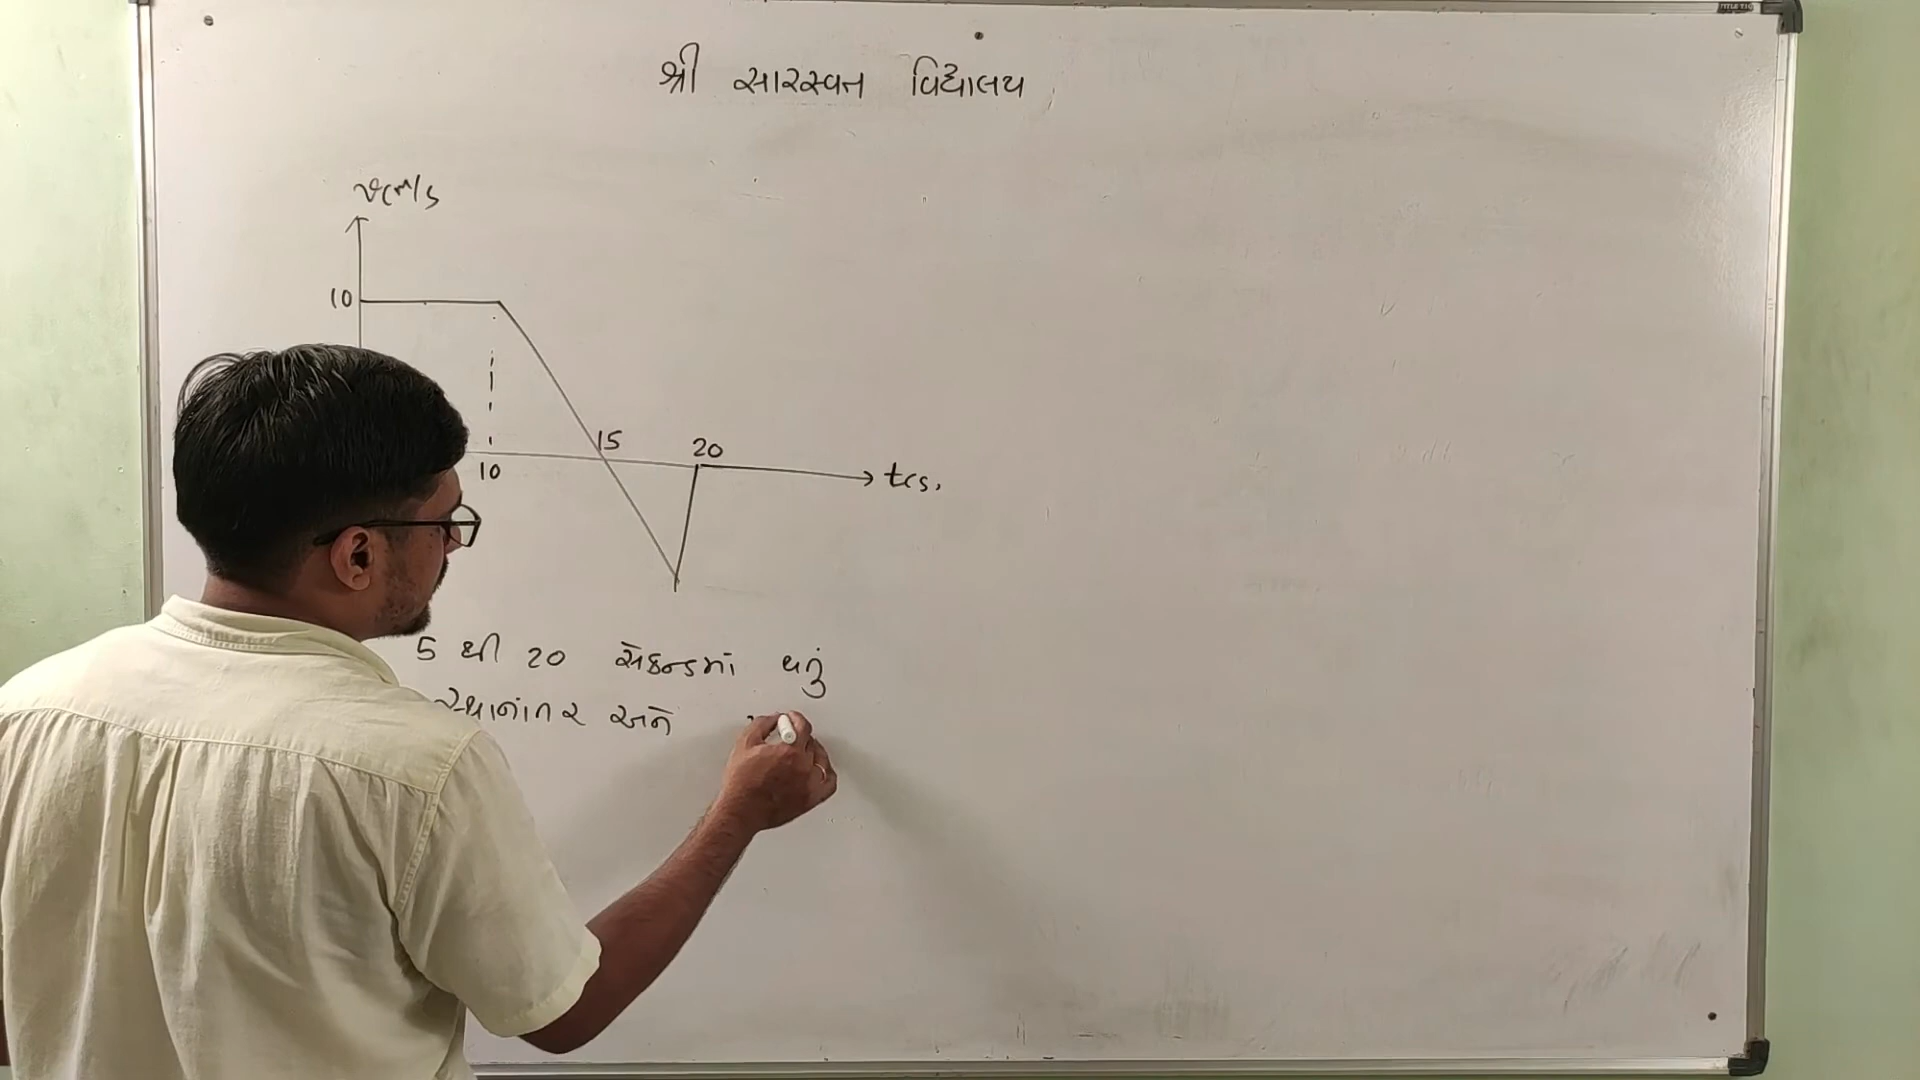 શ્રી સારસ્વત વિદ્યાલય
v(m/s
10
15
20
10
t(s,
5 થી 20 સેકન્ડમાં થતું
સ્થાનાંતર અને